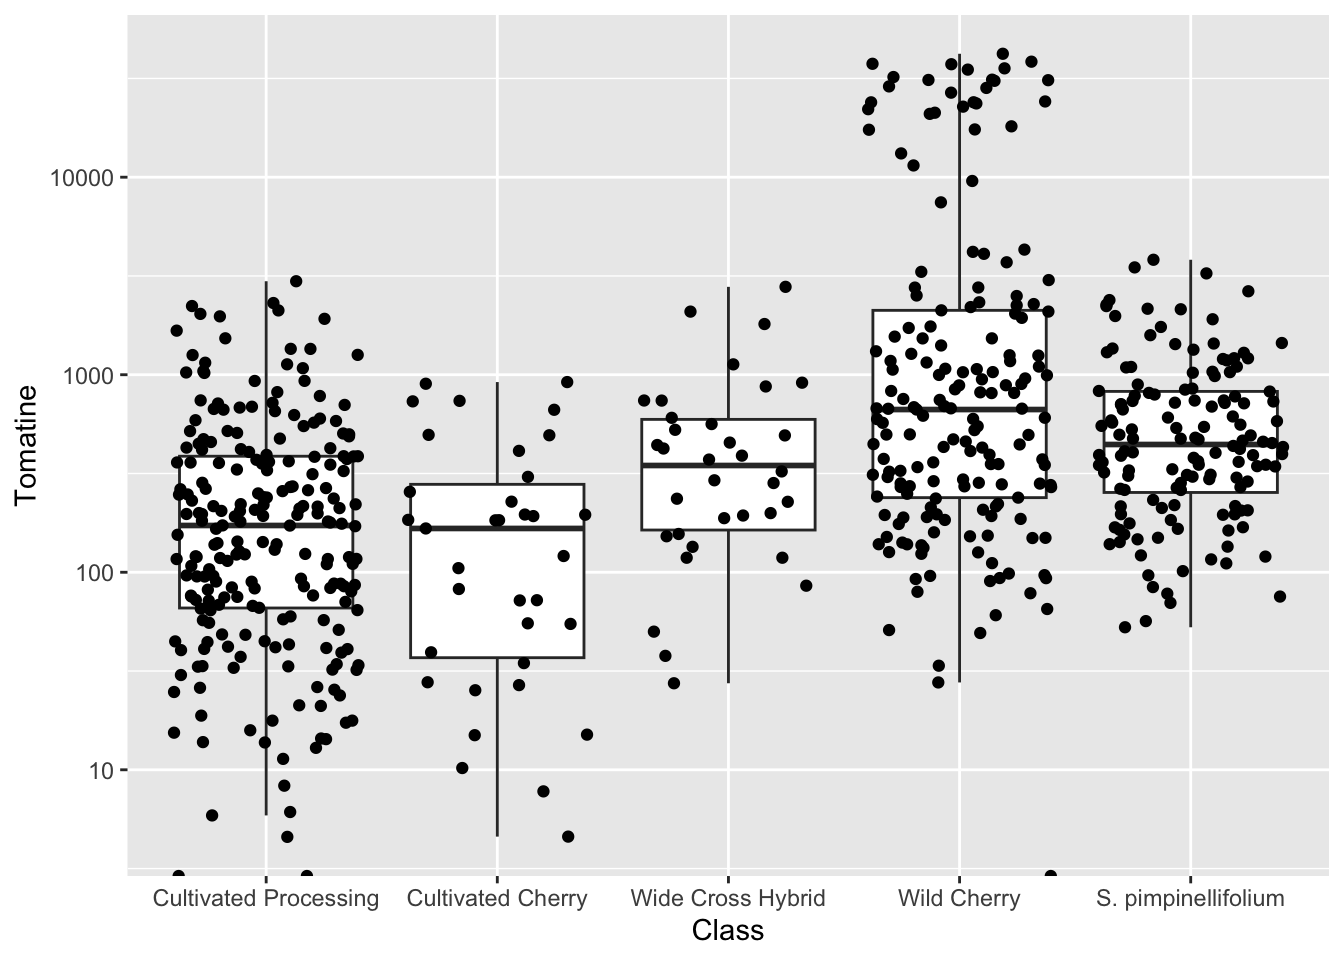 Tomatine
10000
1000
100
10
Cultivated Processing
Cultivated Cherry
Wide Cross Hybrid
Wild Cherry
S. pimpinellifolium
Class